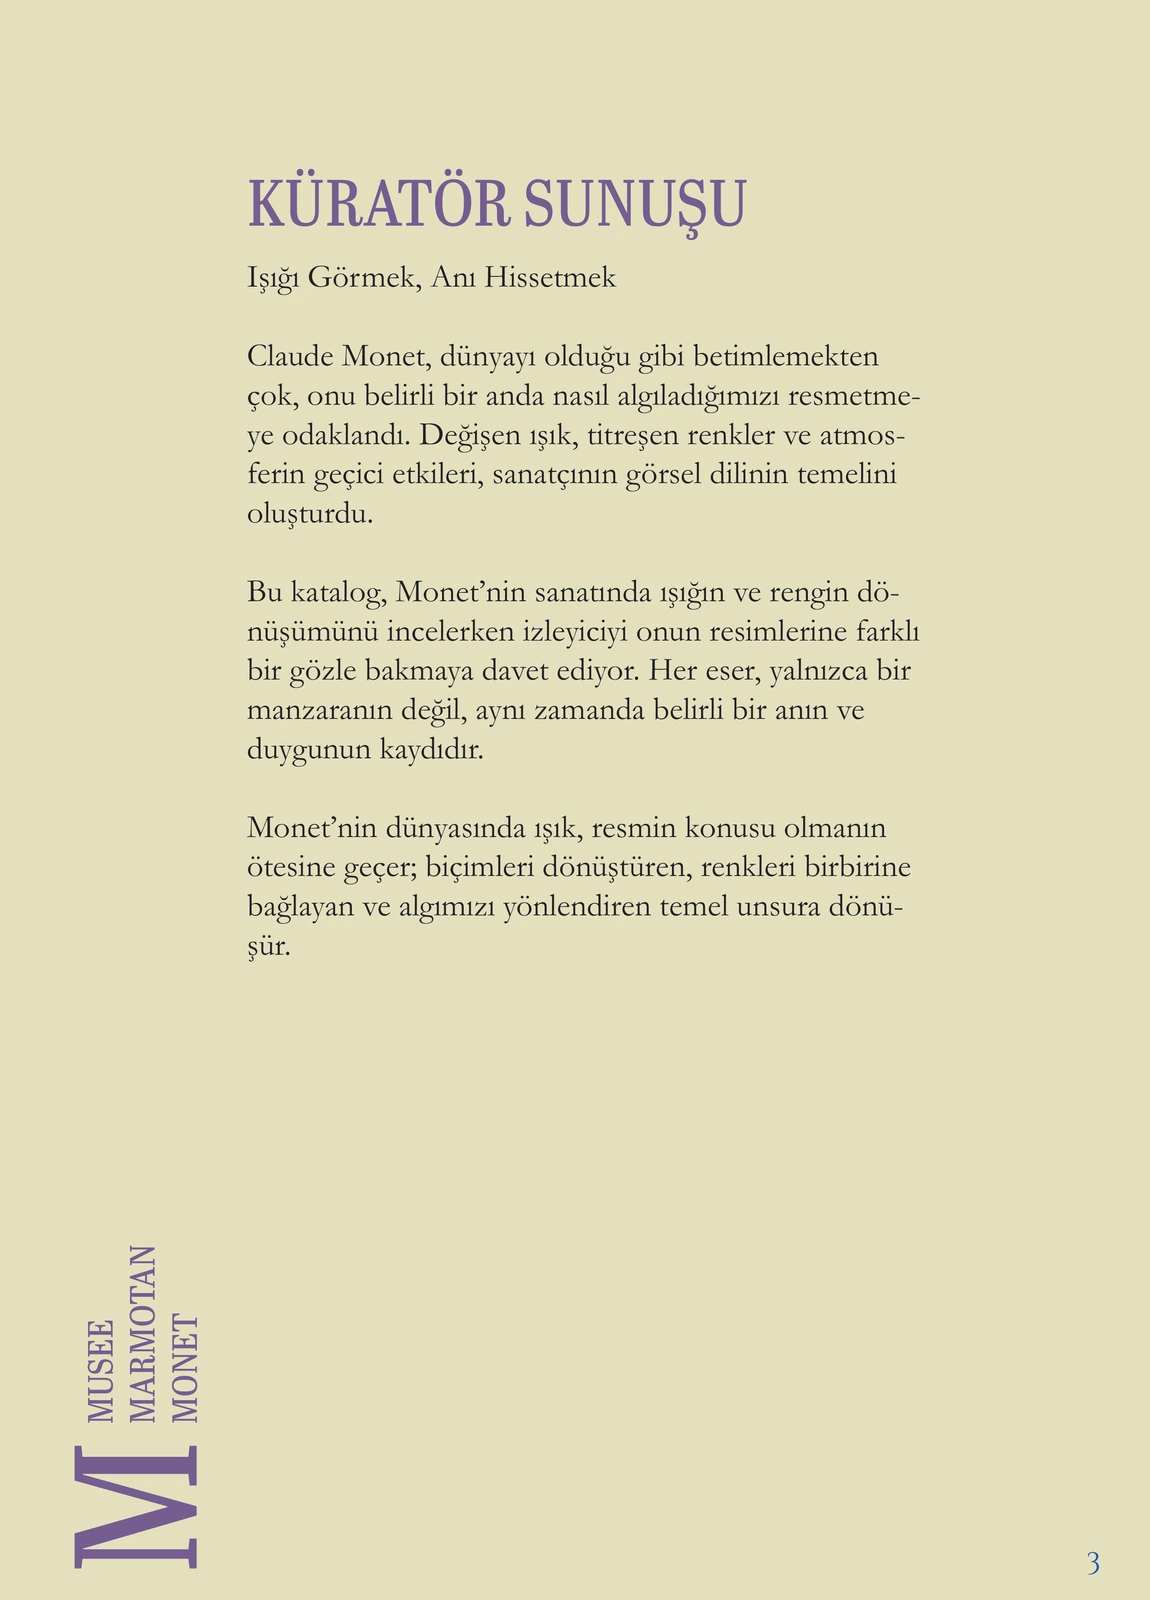 KÜRATÖR SUNUŞU
Işığı Görmek, Anı Hissetmek
Claude Monet, dünyayı olduğu gibi betimlemekten
çok, onu belirli bir anda nasıl algıladığımızı resmetme-
ye odaklandı. Değişen ışık, titreşen renkler ve atmos-
ferin geçici etkileri, sanatçının görsel dilinin temelini
oluşturdu.
Bu katalog, Monet’nin sanatında ışığın ve rengin dö-
nüşümünü incelerken izleyiciyi onun resimlerine farklı
bir gözle bakmaya davet ediyor. Her eser, yalnızca bir
manzaranın değil, aynı zamanda belirli bir anın ve
duygunun kaydıdır.
Monet’nin dünyasında ışık, resmin konusu olmanın
ötesine geçer; biçimleri dönüştüren, renkleri birbirine
bağlayan ve algımızı yönlendiren temel unsura dönü-
şür.
M
MUSEE
MARMOTAN
MONET
3